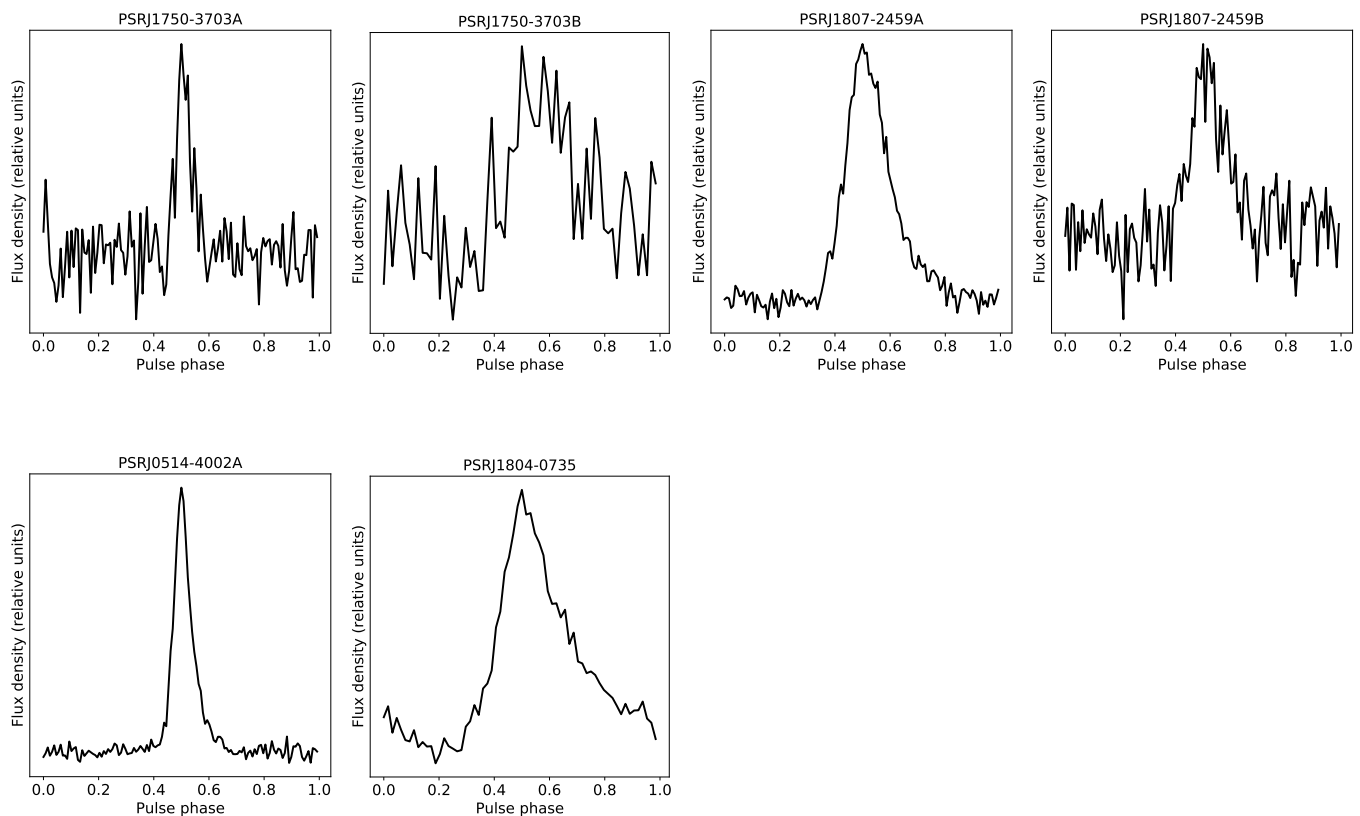 PSRJ1750-3703A
PSRJ1750-3703B
PSRJ1807-2459A
PSRJ1807-2459B
Flux density (relative units)
Flux density (relative units)
Flux density (relative units)
Flux density (relative units)
0.0 0.2 0.4 0.6 0.8 1.0
0.0 0.2 0.4 0.6 0.8 1.0
0.0 0.2 0.4 0.6 0.8 1.0
0.0 0.2 0.4 0.6 0.8 1.0
Pulse phase
Pulse phase
Pulse phase
Pulse phase
PSRJ0514-4002A
PSRJ1804-0735
Flux density (relative units)
Flux density (relative units)
0.0 0.2 0.4 0.6 0.8 1.0
0.0 0.2 0.4 0.6 0.8 1.0
Pulse phase
Pulse phase